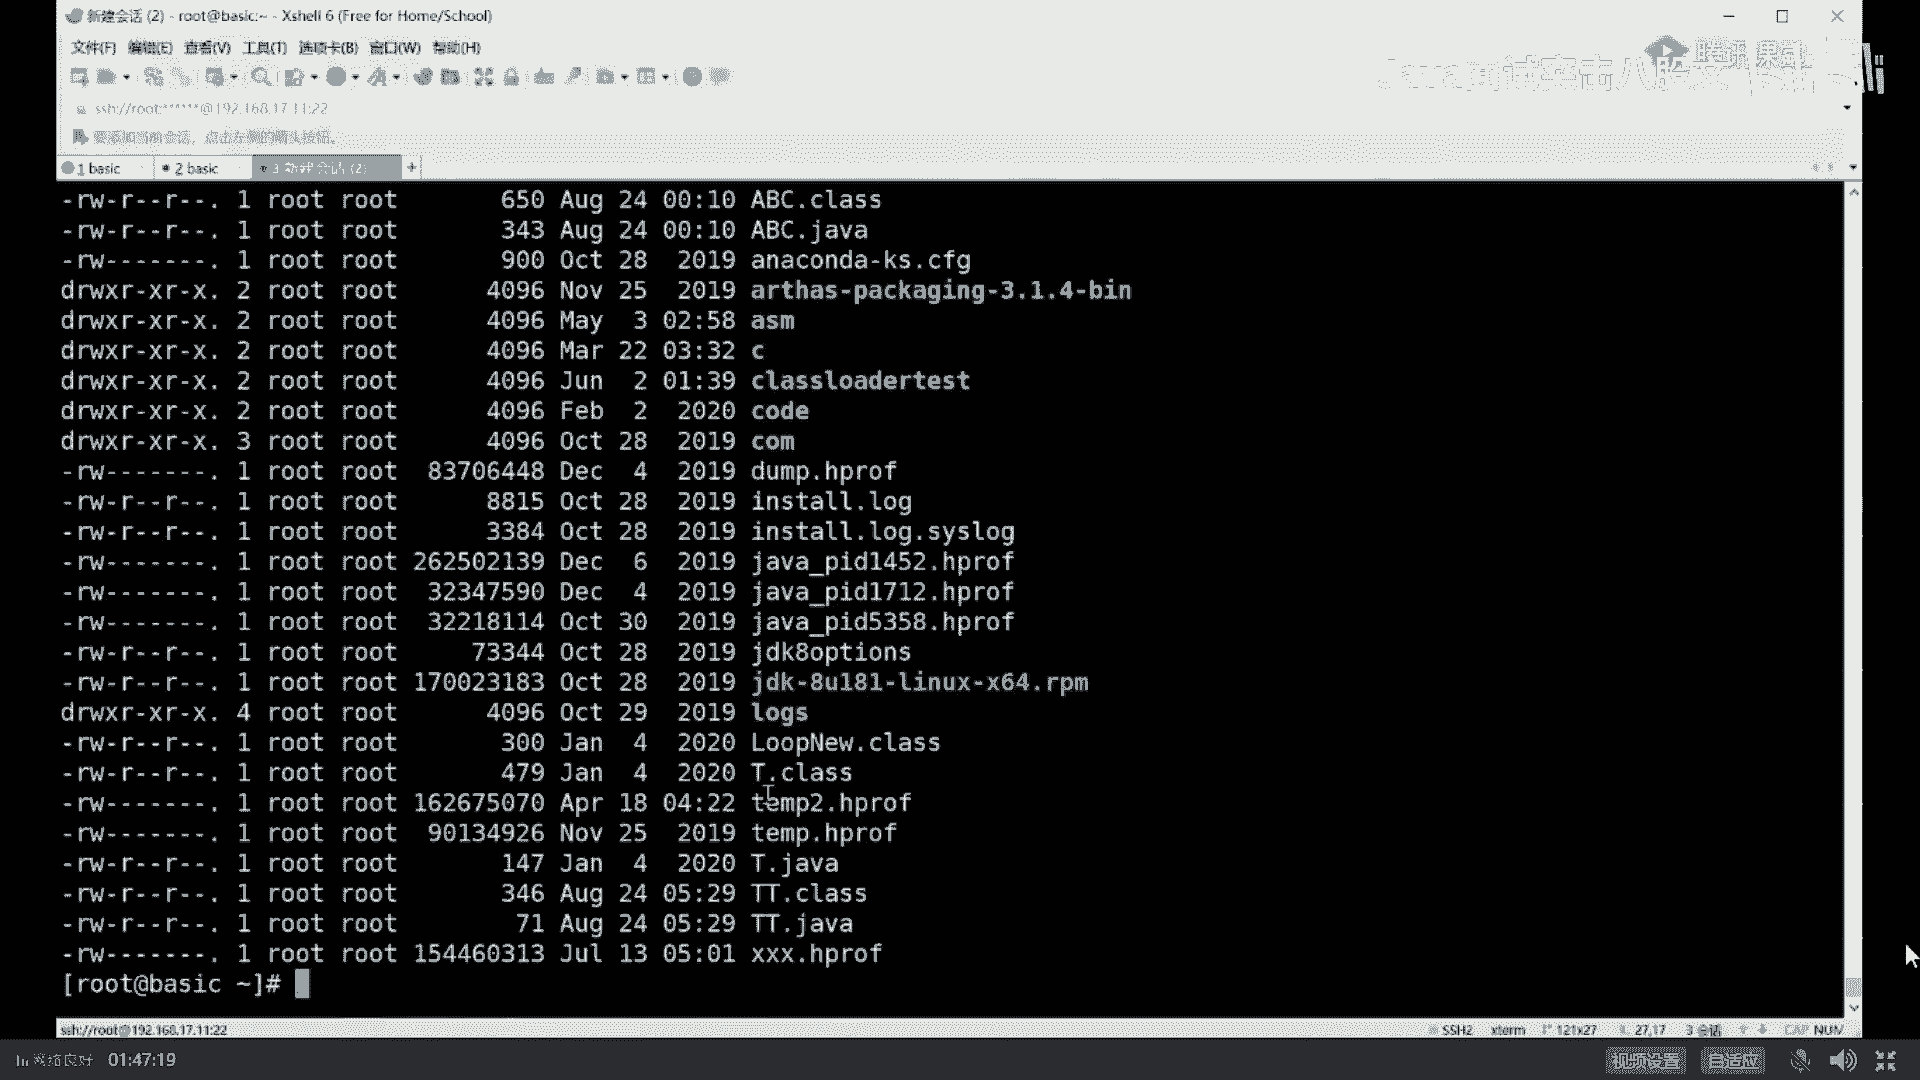 新建会话 (2) - root@basic:~ - Xshell 6 (Free for Home/School)
文件(F) 编辑(E) 查看(V) 工具(T) 选项卡(B) 窗口(W) 帮助(H)
ssh://root:******@192.168.17.11:22
要添加当前会话，点击左侧的箭头按钮。
1 basic 2 basic 3 新建会话 (2) +
-rw-r--r--. 1 root root 650 Aug 24 00:10 ABC.class
-rw-r--r--. 1 root root 343 Aug 24 00:10 ABC.java
-rw-------. 1 root root 900 Oct 28 2019 anaconda-ks.cfg
drwxr-xr-x. 2 root root 4096 Nov 25 2019 arthas-packaging-3.1.4-bin
drwxr-xr-x. 2 root root 4096 May 3 02:58 asm
drwxr-xr-x. 2 root root 4096 Mar 22 03:32 c
drwxr-xr-x. 2 root root 4096 Jun 2 01:39 classloadertest
drwxr-xr-x. 2 root root 4096 Feb 2 2020 code
drwxr-xr-x. 3 root root 4096 Oct 28 2019 com
-rw-------. 1 root root 83706448 Dec 4 2019 dump.hprof
-rw-r--r--. 1 root root 8815 Oct 28 2019 install.log
-rw-r--r--. 1 root root 3384 Oct 28 2019 install.log.syslog
-rw-------. 1 root root 262502139 Dec 6 2019 java_pid1452.hprof
-rw-------. 1 root root 32347590 Dec 4 2019 java_pid1712.hprof
-rw-------. 1 root root 32218114 Oct 30 2019 java_pid5358.hprof
-rw-r--r--. 1 root root 73344 Oct 28 2019 jdk8options
-rw-r--r--. 1 root root 170023183 Oct 28 2019 jdk-8u181-linux-x64.rpm
drwxr-xr-x. 4 root root 4096 Oct 29 2019 logs
-rw-r--r--. 1 root root 300 Jan 4 2020 LoopNew.class
-rw-r--r--. 1 root root 479 Jan 4 2020 T.class
-rw-------. 1 root root 162675070 Apr 18 04:22 temp2.hprof
-rw-------. 1 root root 90134926 Nov 25 2019 temp.hprof
-rw-r--r--. 1 root root 147 Jan 4 2020 T.java
-rw-r--r--. 1 root root 346 Aug 24 05:29 TT.class
-rw-r--r--. 1 root root 71 Aug 24 05:29 TT.java
-rw-------. 1 root root 154460313 Jul 13 05:01 xxx.hprof
[root@basic ~]#
ssh://root@192.168.17.11:22 SSH2 xterm 121x27 27,17 3 会话 CAP NUM
网络良好 01:47:19 视频设置 自适应